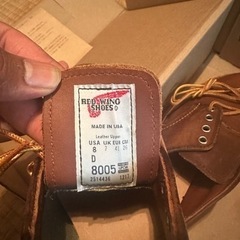 RED WING
SHOES
MADE IN USA
Leather Upper
USA UK EUR CM
8 7 41 26
D
8005